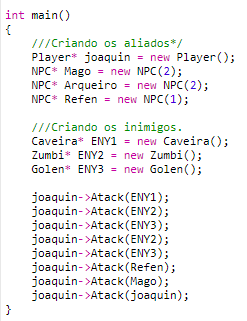 int main()
{
///Criando os aliados*/
Player* joaquin = new Player();
NPC* Mago = new NPC(2);
NPC* Arqueiro = new NPC(2);
NPC* Refen = new NPC(1);
///Criando os inimigos.
Caveira* ENY1 = new Caveira();
Zumbi* ENY2 = new Zumbi();
Golen* ENY3 = new Golen();
joaquin->Atack(ENY1);
joaquin->Atack(ENY2);
joaquin->Atack(ENY3);
joaquin->Atack(ENY2);
joaquin->Atack(ENY3);
joaquin->Atack(Refen);
joaquin->Atack(Mago);
joaquin->Atack(joaquin);
}